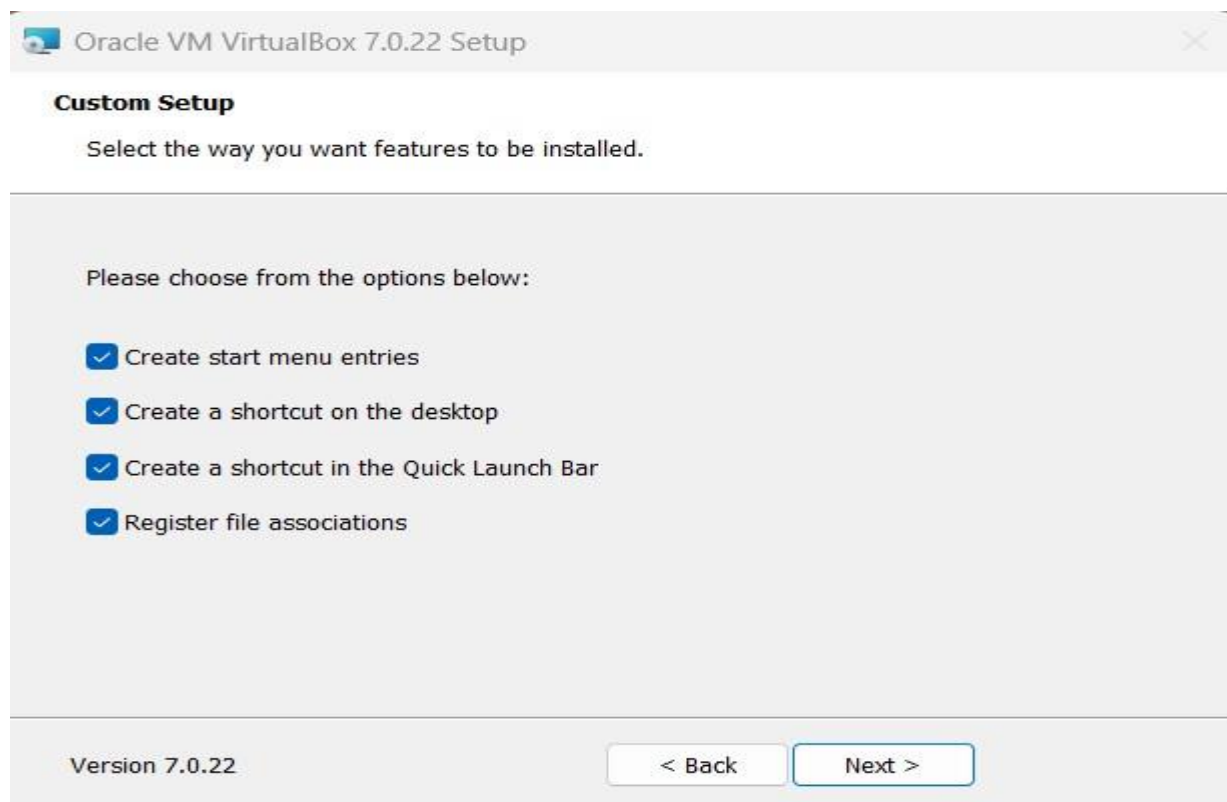 Oracle VM VirtualBox 7.0.22 Setup
Custom Setup
Select the way you want features to be installed.
Please choose from the options below:
Create start menu entries
Create a shortcut on the desktop
Create a shortcut in the Quick Launch Bar
Register file associations
Version 7.0.22
< Back
Next >